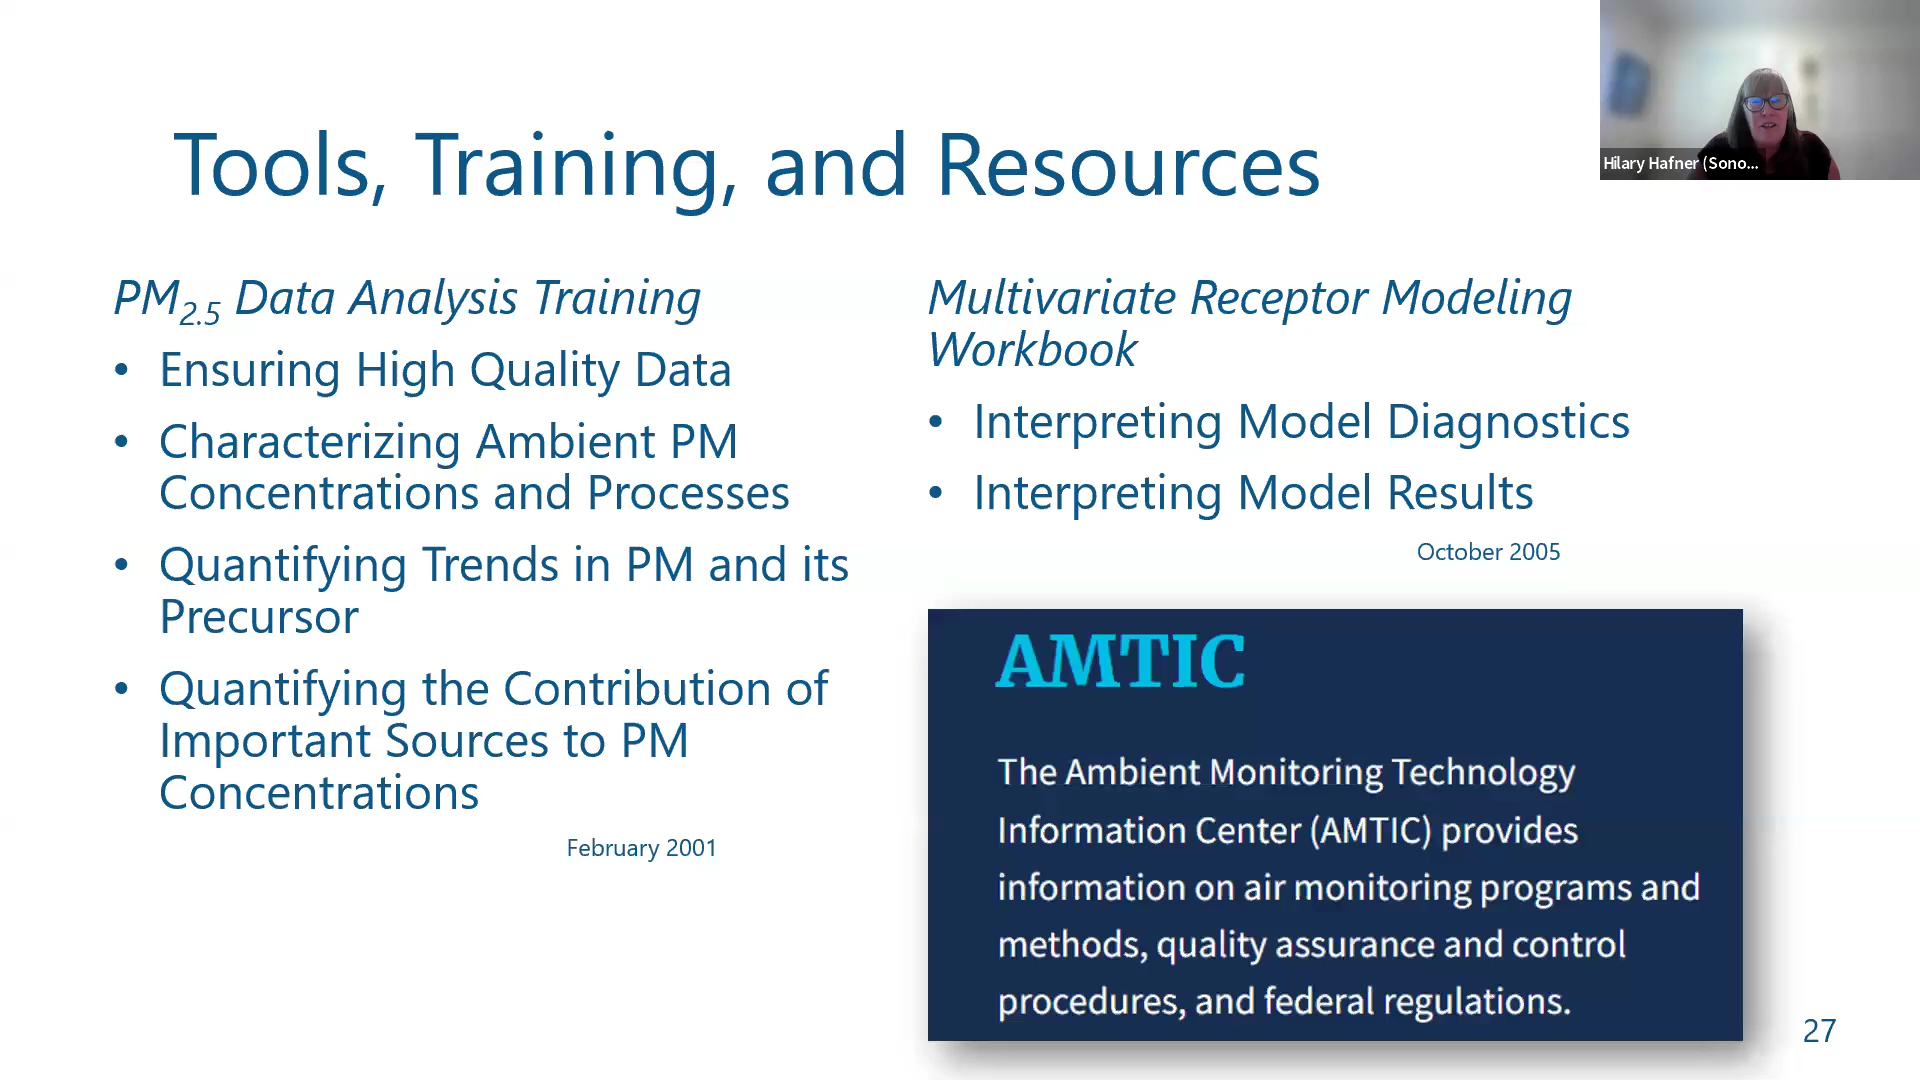 Tools, Training, and Resources
Hilary Hafner (Sono...
PM2.5 Data Analysis Training
• Ensuring High Quality Data
• Characterizing Ambient PM
Concentrations and Processes
• Quantifying Trends in PM and its
Precursor
• Quantifying the Contribution of
Important Sources to PM
Concentrations
February 2001
Multivariate Receptor Modeling
Workbook
• Interpreting Model Diagnostics
• Interpreting Model Results
October 2005
AMTIC
The Ambient Monitoring Technology
Information Center (AMTIC) provides
information on air monitoring programs and
methods, quality assurance and control
procedures, and federal regulations.
27